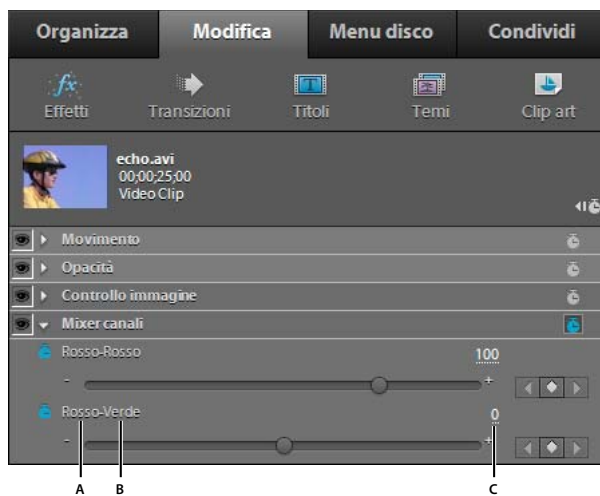 Organizza Modifica Menu disco Condividi
fx T
Effetti Transizioni Titoli Temi Clip art
echo.avi
00;00;25;00
Video Clip
Movimento
Opacità
Controllo immagine
Mixer canali
Rosso-Rosso 100
- +
Rosso-Verde 0
- +
A B C